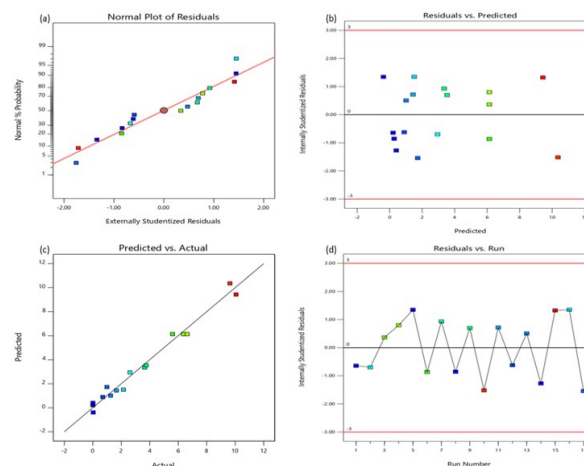 (a)
Normal Plot of Residuals
Normal % Probability
99
95
90
80
70
50
30
20
10
5
1
-2.00 -1.00 0.00 1.00 2.00
Externally Studentized Residuals
(b)
Residuals vs. Predicted
Internally Studentized Residuals
3.00
2.00
1.00
0.00
-1.00
-2.00
-3.00
3
0
-3
-2 0 2 4 6 8 10 12
Predicted
(c)
Predicted vs. Actual
Predicted
12
10
8
6
4
2
0
-2
-2 0 2 4 6 8 10 12
Actual
(d)
Residuals vs. Run
Internally Studentized Residuals
3.00
2.00
1.00
0.00
-1.00
-2.00
-3.00
3
0
-3
1 3 5 7 9 11 13 15
Run Number